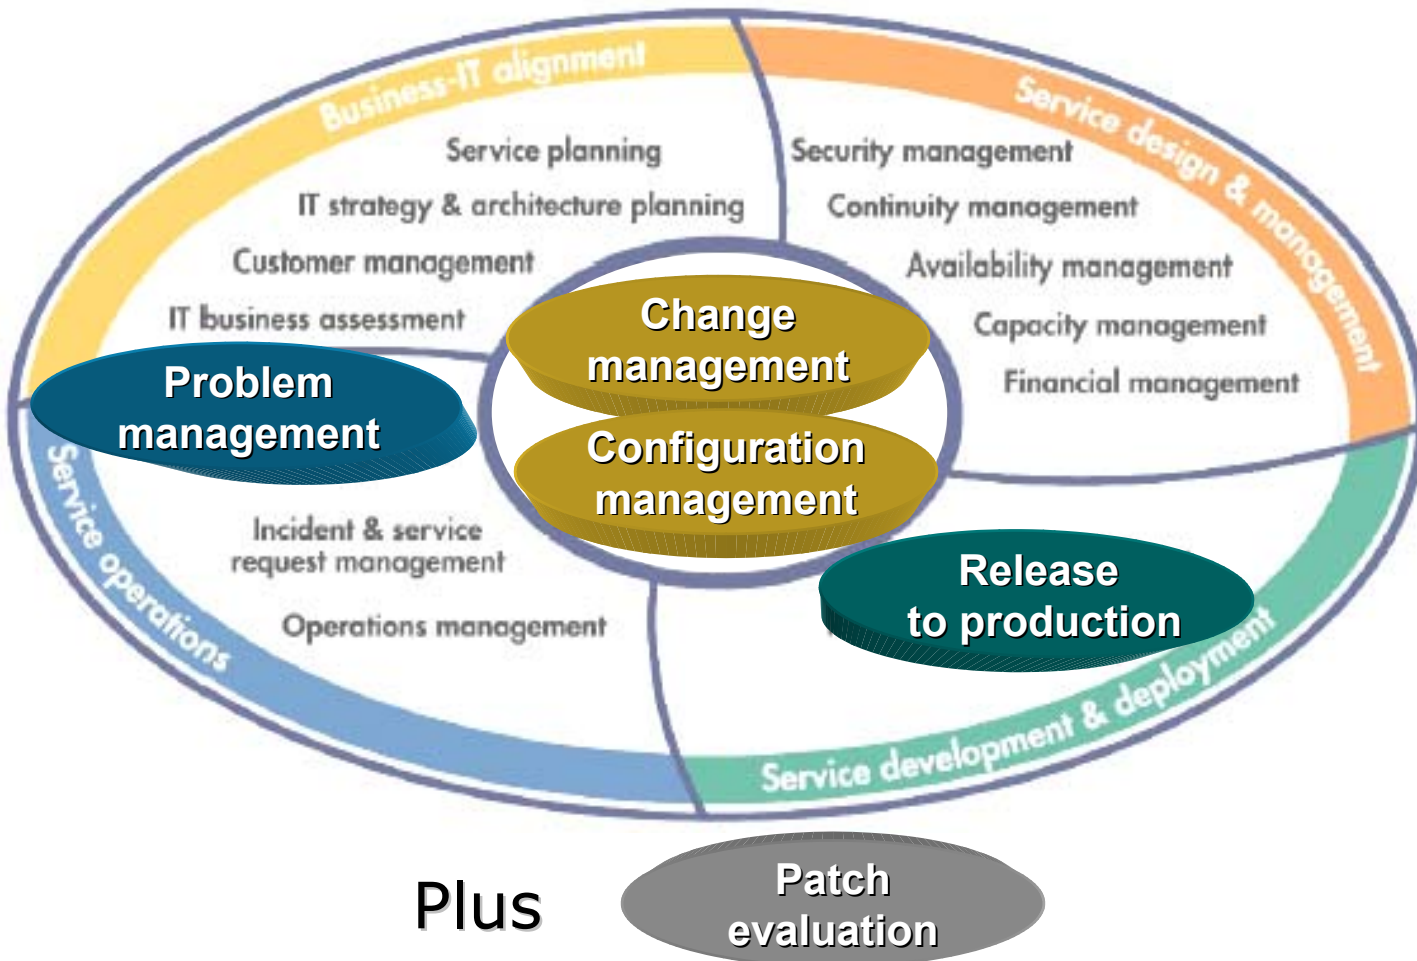 Business-IT alignment
Service design & management
Service planning
IT strategy & architecture planning
Customer management
IT business assessment
Security management
Continuity management
Availability management
Capacity management
Financial management
Change
management
Configuration
management
Problem
management
Service operations
Incident & service
request management
Operations management
Release
to production
Service development & deployment
Plus
Patch
evaluation